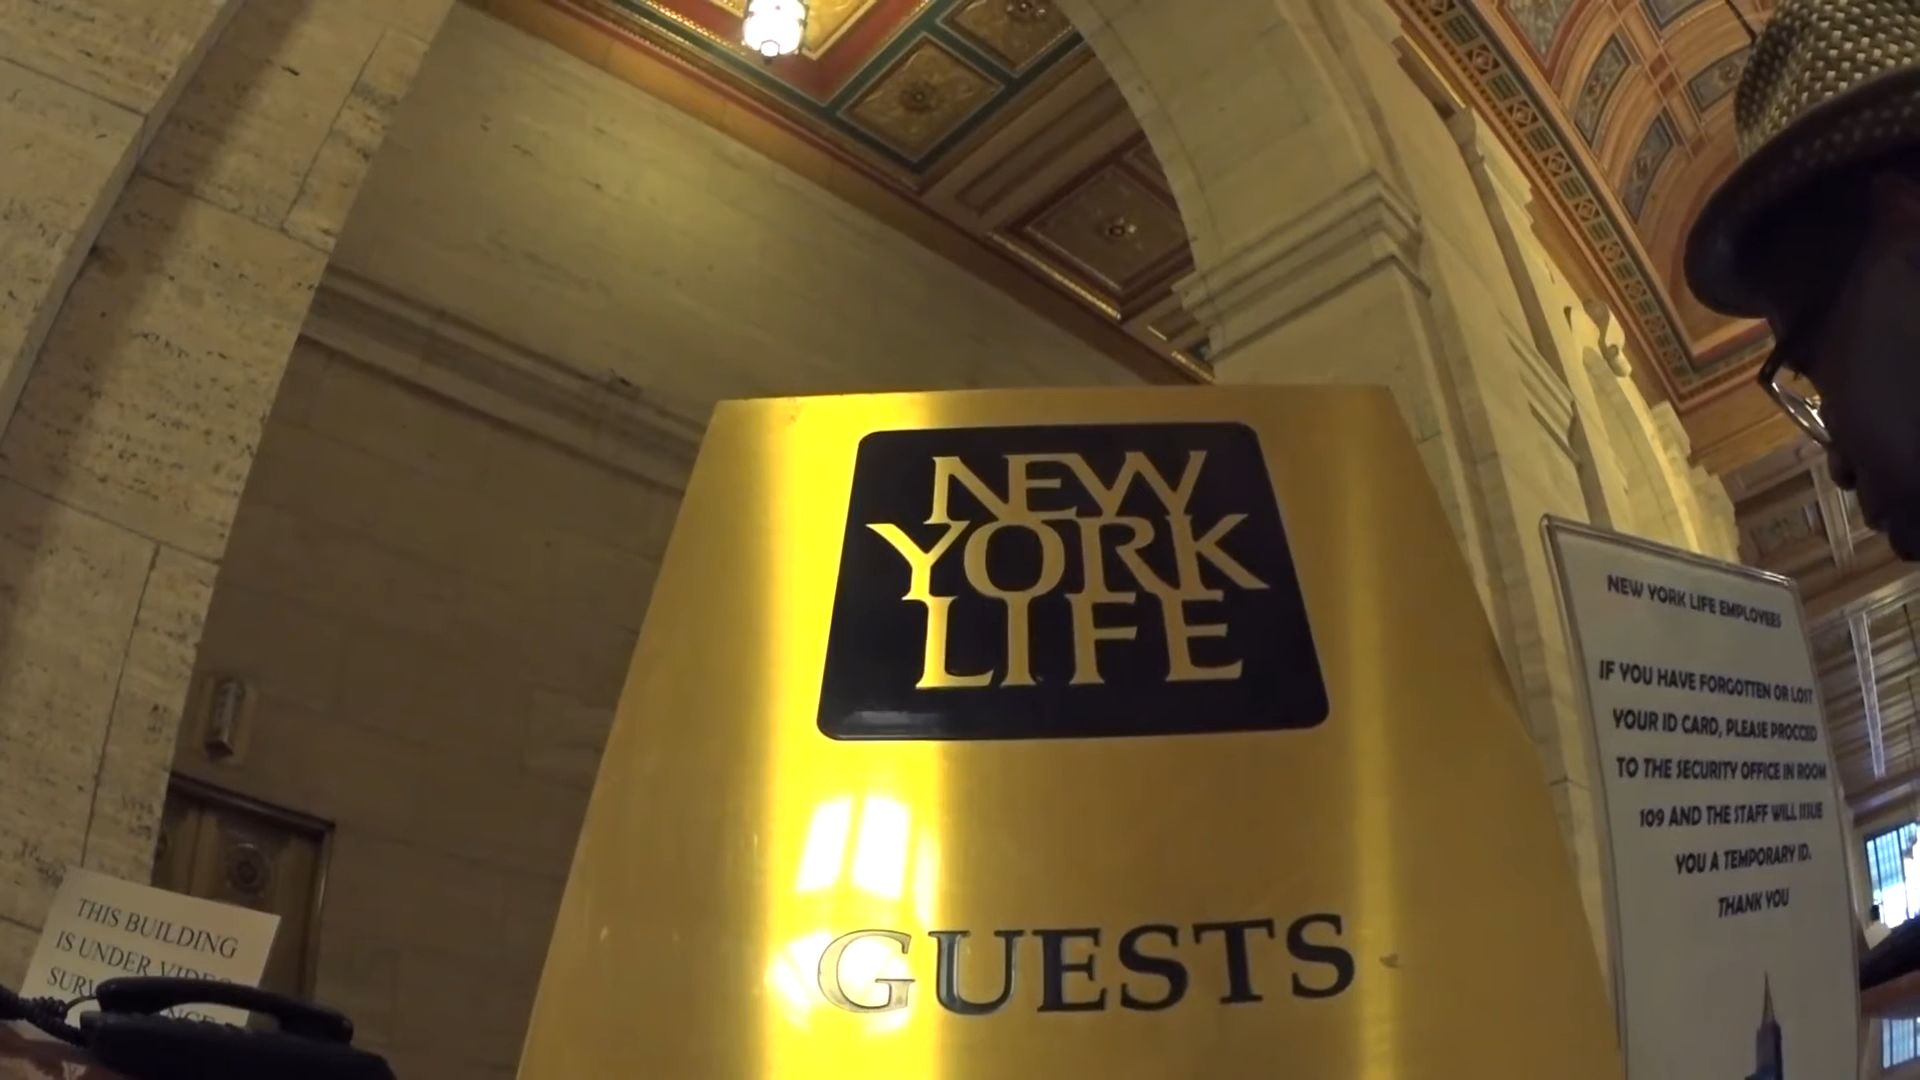 NEW
YORK
LIFE
GUESTS
NEW YORK LIFE EMPLOYEES
IF YOU HAVE FORGOTTEN OR LOST
YOUR ID CARD, PLEASE PROCCED
TO THE SECURITY OFFICE IN ROOM
109 AND THE STAFF WILL ISSUE
YOU A TEMPORARY ID.
THANK YOU
THIS BUILDING
IS UNDER VIDEO